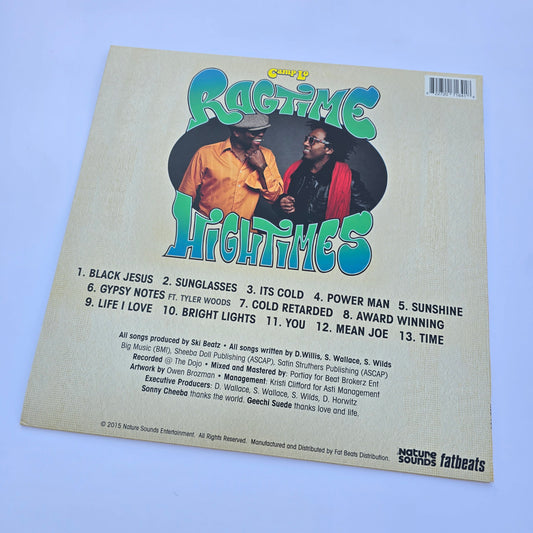 Camp Lo
RAGTIME
HIGHTIMES
1. BLACK JESUS 2. SUNGLASSES 3. ITS COLD 4. POWER MAN 5. SUNSHINE
6. GYPSY NOTES FT. TYLER WOODS 7. COLD RETARDED 8. AWARD WINNING
9. LIFE I LOVE 10. BRIGHT LIGHTS 11. YOU 12. MEAN JOE 13. TIME
All songs produced by Ski Beatz • All songs written by D.Willis, S. Wallace, S. Wilds
Big Music (BMI), Sheeba Doll Publishing (ASCAP), Satin Struthers Publishing (ASCAP)
Recorded @ The Dojo • Mixed and Mastered by: Portiay for Beat Brokerz Ent
Artwork by Owen Brozman • Management: Kristi Clifford for Asti Management
Executive Producers: D. Wallace, S. Wallace, S. Wilds, D. Horwitz
Sonny Cheeba thanks the world. Geechi Suede thanks love and life.
© 2015 Nature Sounds Entertainment. All Rights Reserved. Manufactured and Distributed by Fat Beats Distribution.
NATURE SOUNDS fatbeats